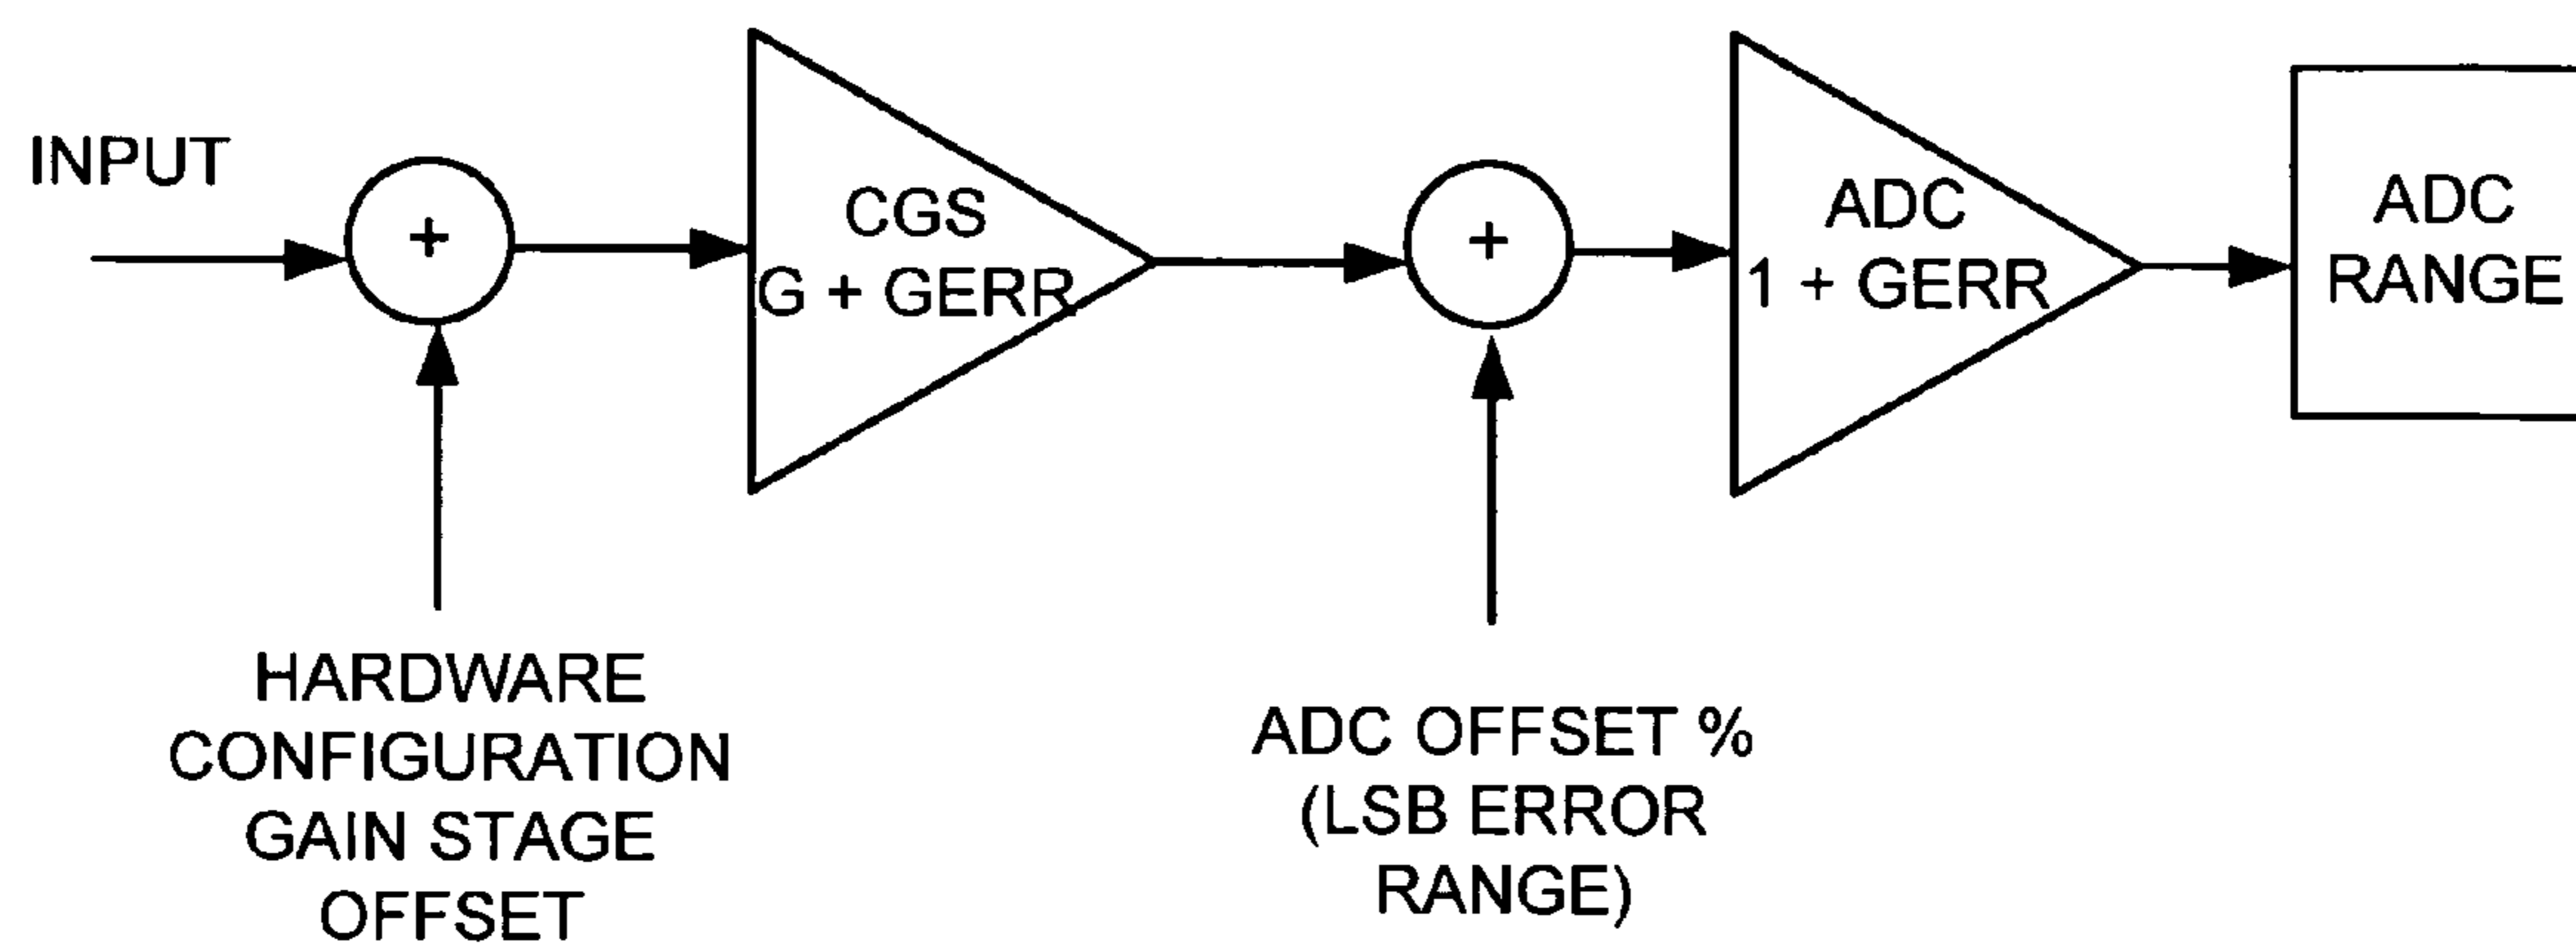 INPUT
+
CGS
G + GERR
+
ADC
1 + GERR
ADC
RANGE
HARDWARE
CONFIGURATION
GAIN STAGE
OFFSET
ADC OFFSET %
(LSB ERROR
RANGE)